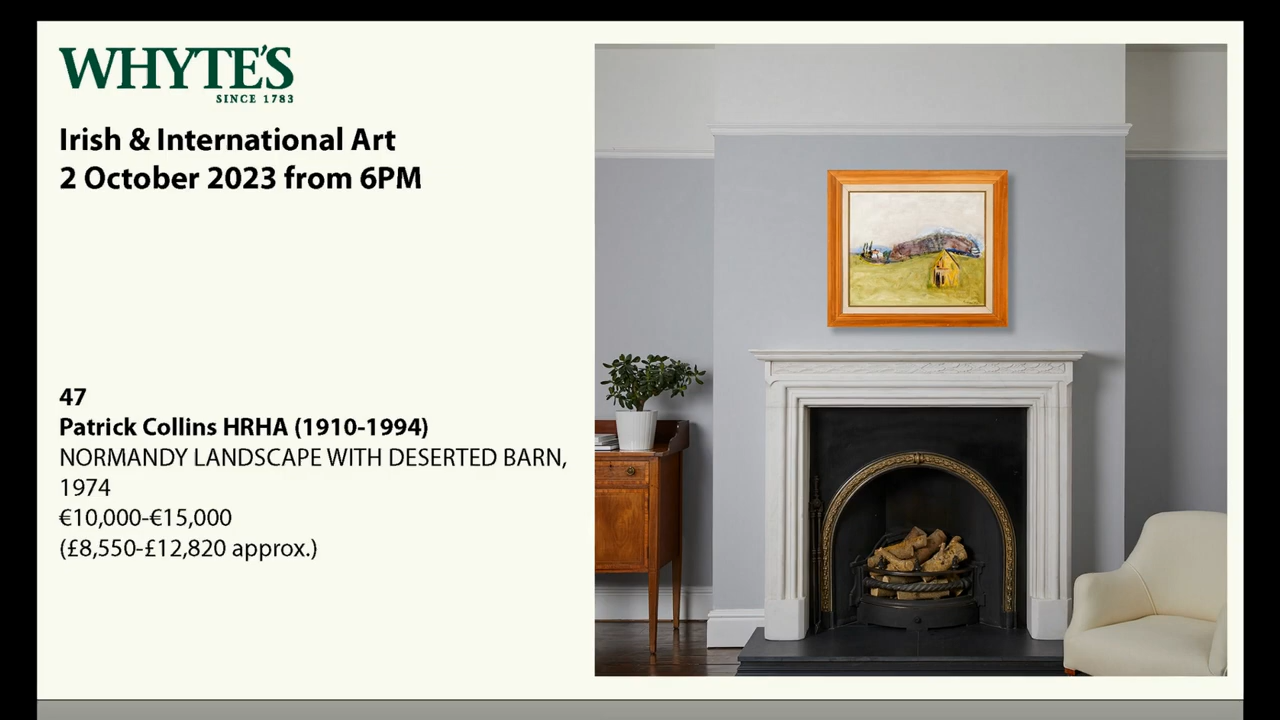 WHYTE'S
SINCE 1783
Irish & International Art
2 October 2023 from 6PM
47
Patrick Collins HRHA (1910-1994)
NORMANDY LANDSCAPE WITH DESERTED BARN,
1974
€10,000-€15,000
(£8,550-£12,820 approx.)